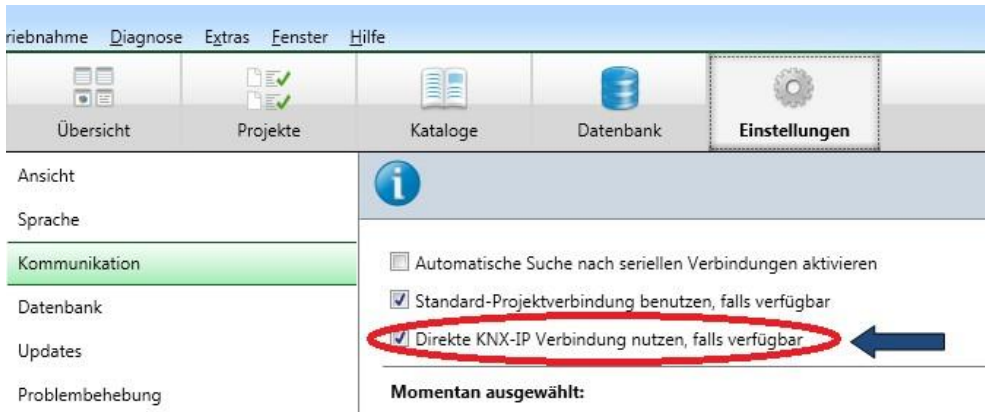 riebnahme Diagnose Extras Fenster Hilfe
Übersicht Projekte Kataloge Datenbank Einstellungen
Ansicht
Sprache
Kommunikation
Datenbank
Updates
Problembehebung
Automatische Suche nach seriellen Verbindungen aktivieren
Standard-Projektverbindung benutzen, falls verfügbar
Direkte KNX-IP Verbindung nutzen, falls verfügbar
Momentan ausgewählt: